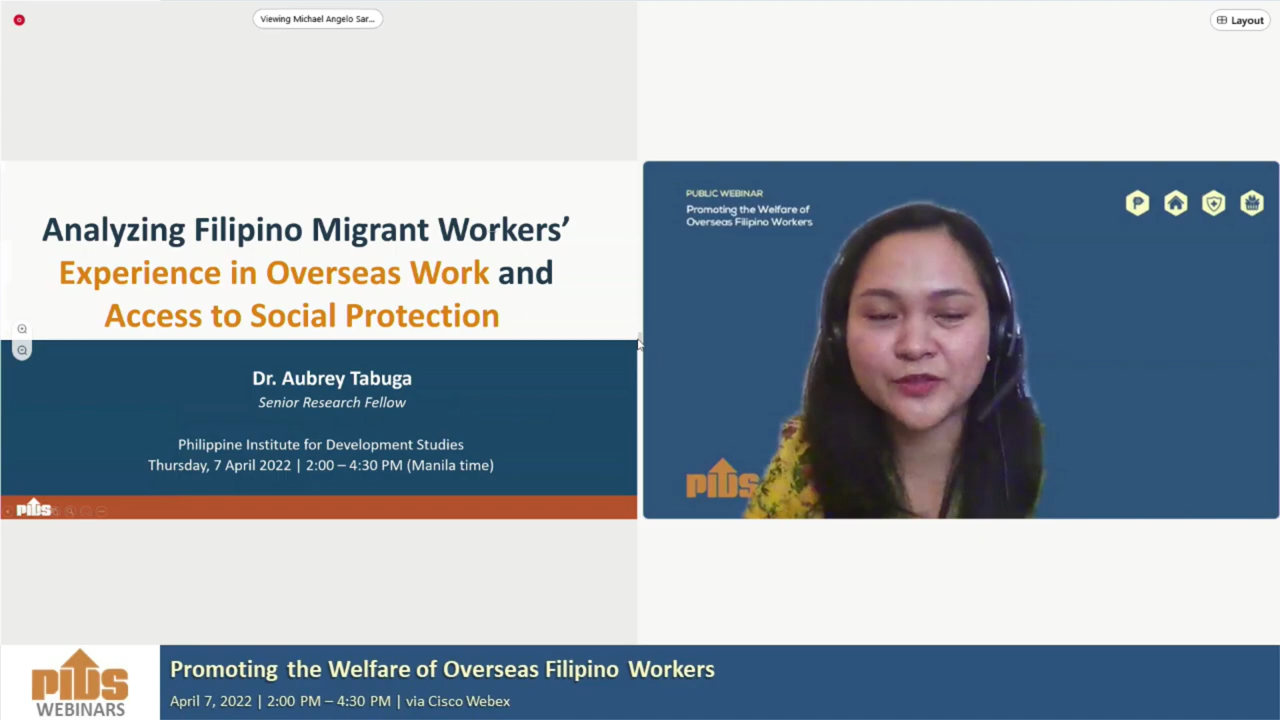 Viewing Michael Angelo Sar...
Layout
Analyzing Filipino Migrant Workers’
Experience in Overseas Work and
Access to Social Protection
Dr. Aubrey Tabuga
Senior Research Fellow
Philippine Institute for Development Studies
Thursday, 7 April 2022 | 2:00 – 4:30 PM (Manila time)
PIDS
PUBLIC WEBINAR
Promoting the Welfare of
Overseas Filipino Workers
P
PIDS
PIDS
WEBINARS
Promoting the Welfare of Overseas Filipino Workers
April 7, 2022 | 2:00 PM – 4:30 PM | via Cisco Webex